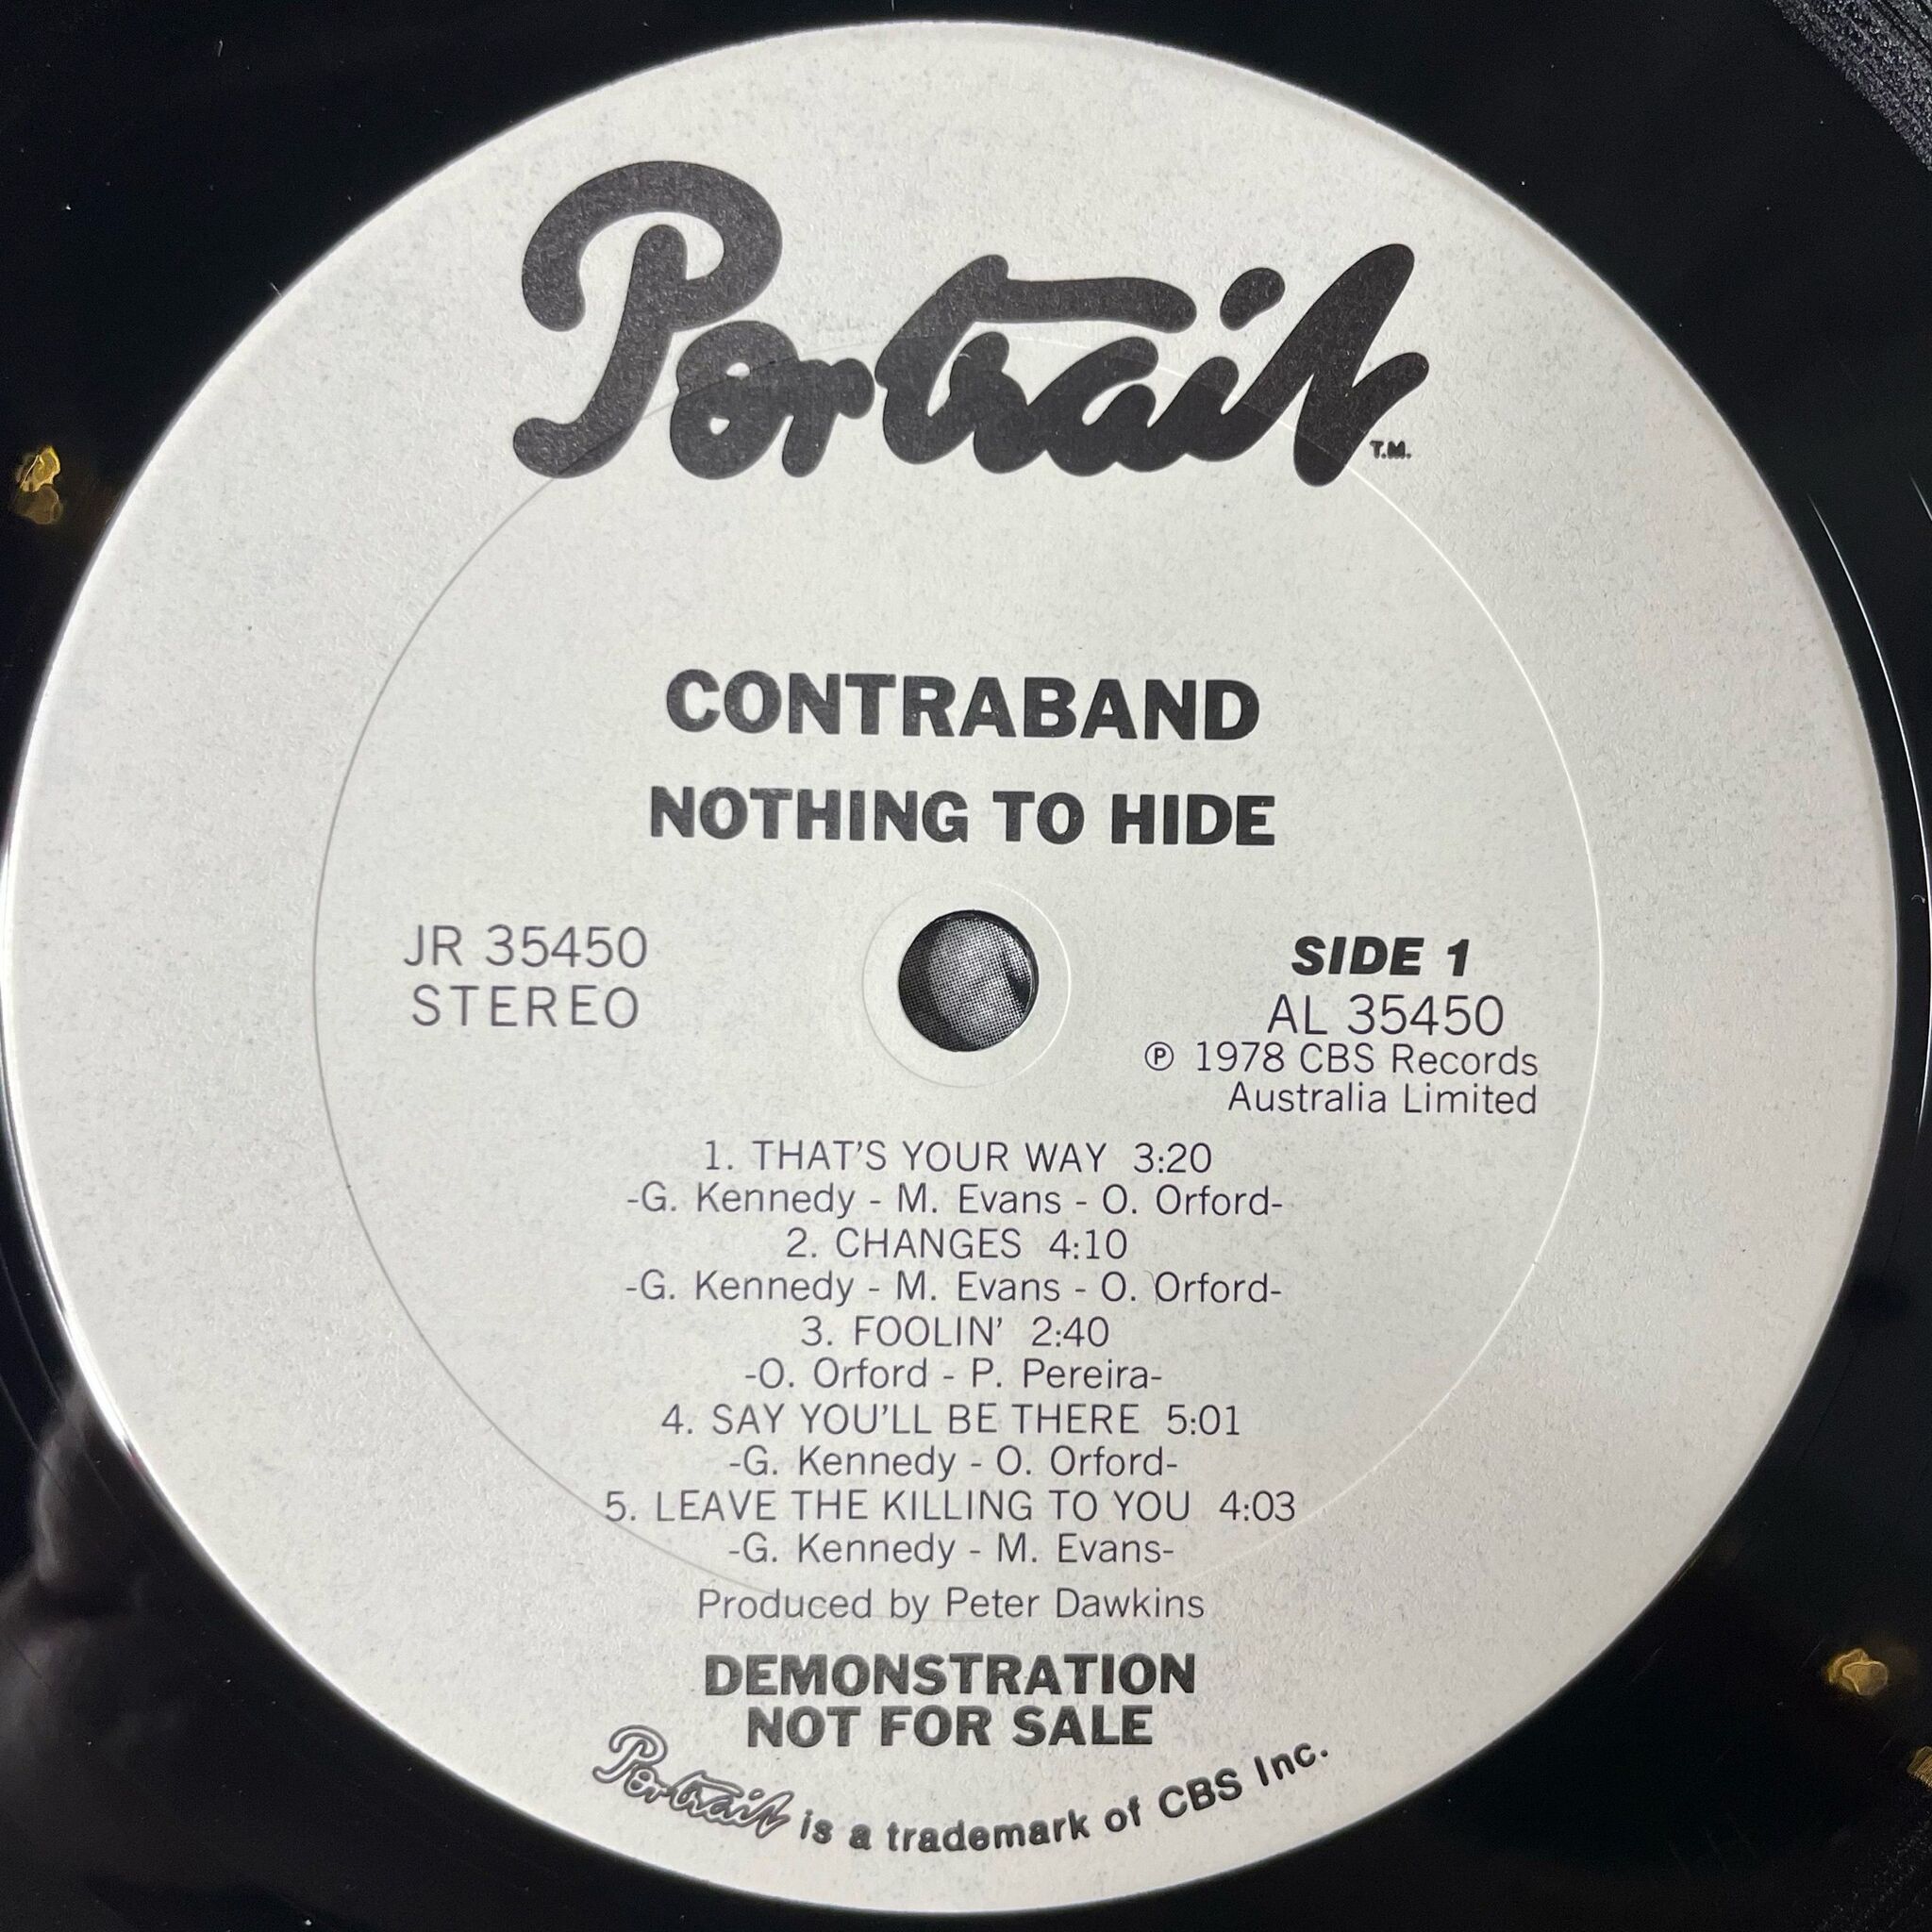 Portrait T.M.
CONTRABAND
NOTHING TO HIDE
JR 35450
STEREO
SIDE 1
AL 35450
℗ 1978 CBS Records
Australia Limited
1. THAT'S YOUR WAY 3:20
-G. Kennedy - M. Evans - O. Orford-
2. CHANGES 4:10
-G. Kennedy - M. Evans - O. Orford-
3. FOOLIN' 2:40
-O. Orford - P. Pereira-
4. SAY YOU'LL BE THERE 5:01
-G. Kennedy - O. Orford-
5. LEAVE THE KILLING TO YOU 4:03
-G. Kennedy - M. Evans-
Produced by Peter Dawkins
DEMONSTRATION
NOT FOR SALE
Portrait is a trademark of CBS Inc.